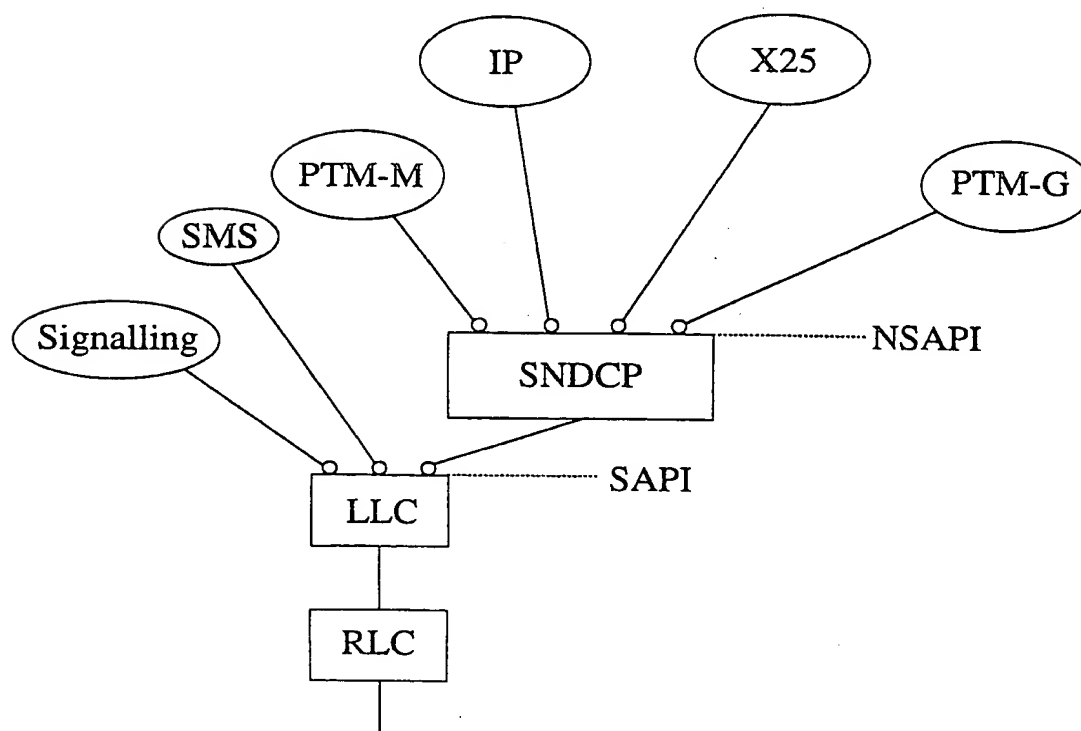 IP
X25
PTM-M
PTM-G
SMS
Signalling
NSAPI
SNDCP
SAPI
LLC
RLC